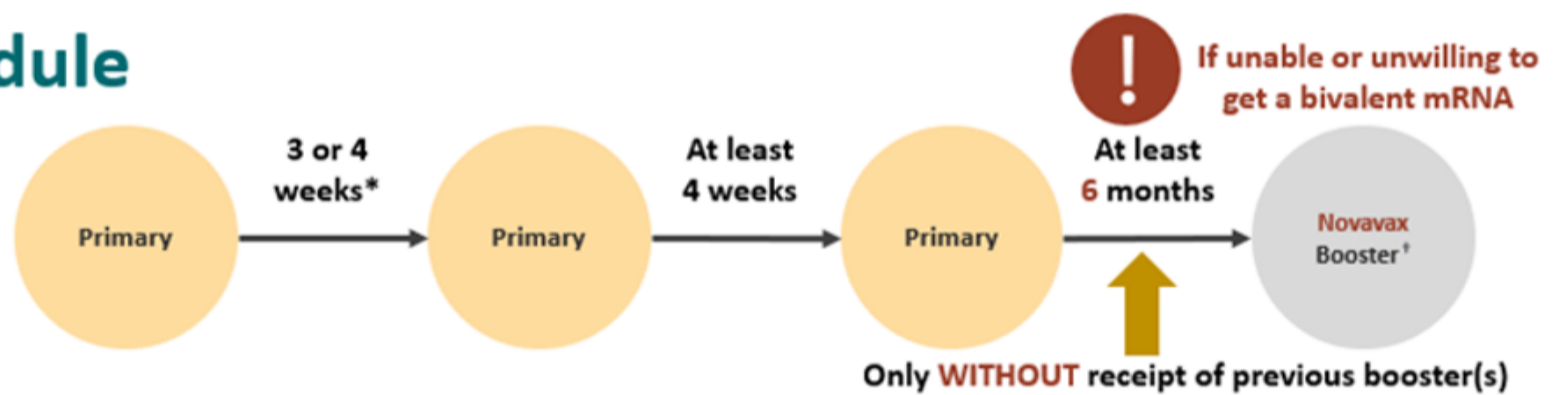 dule
!
If unable or unwilling to
get a bivalent mRNA
3 or 4
weeks*
At least
4 weeks
At least
6 months
Primary
Primary
Primary
Novavax
Booster†
Only WITHOUT receipt of previous booster(s)